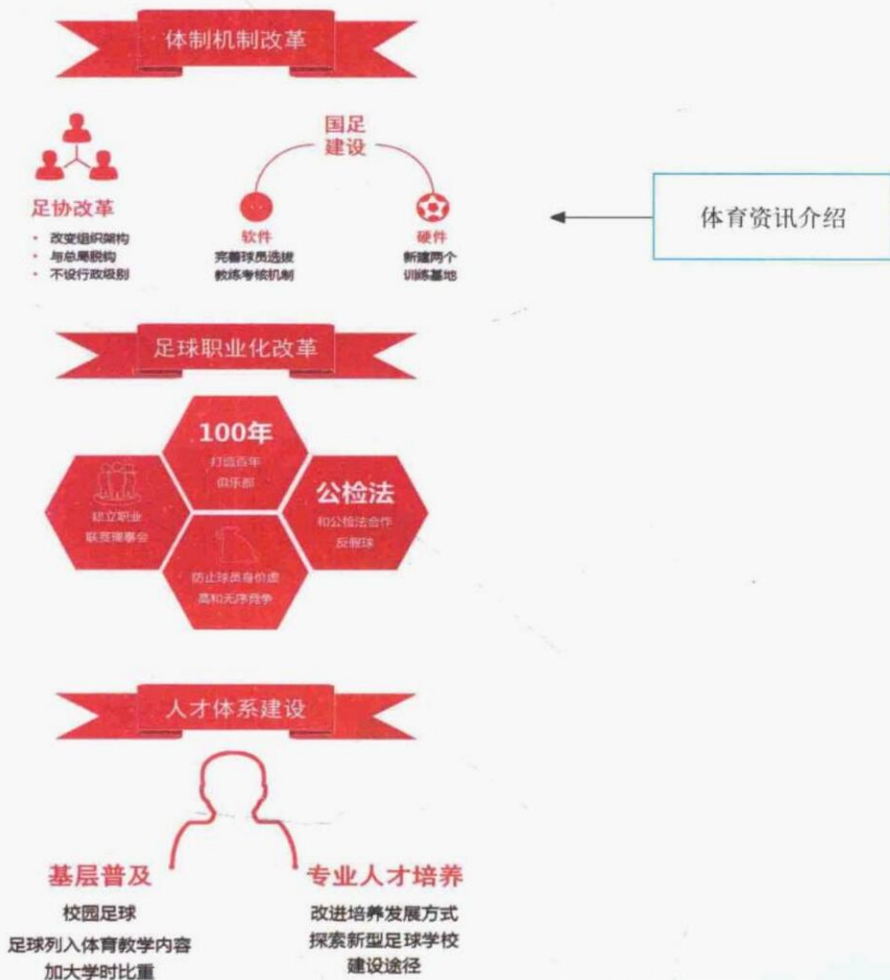 体制机制改革
国足
建设
足协改革
• 改变组织架构
• 与总局脱钩
• 不设行政级别
软件
完善球员选拔
教练考核机制
硬件
新建两个
训练基地
体育资讯介绍
足球职业化改革
100年
打造百年
俱乐部
建立职业
联赛理事会
公检法
和公检法合作
反假球
防止球员身价虚
高和无序竞争
人才体系建设
基层普及
校园足球
足球列入体育教学内容
加大学时比重
专业人才培养
改进培养发展方式
探索新型足球学校
建设途径